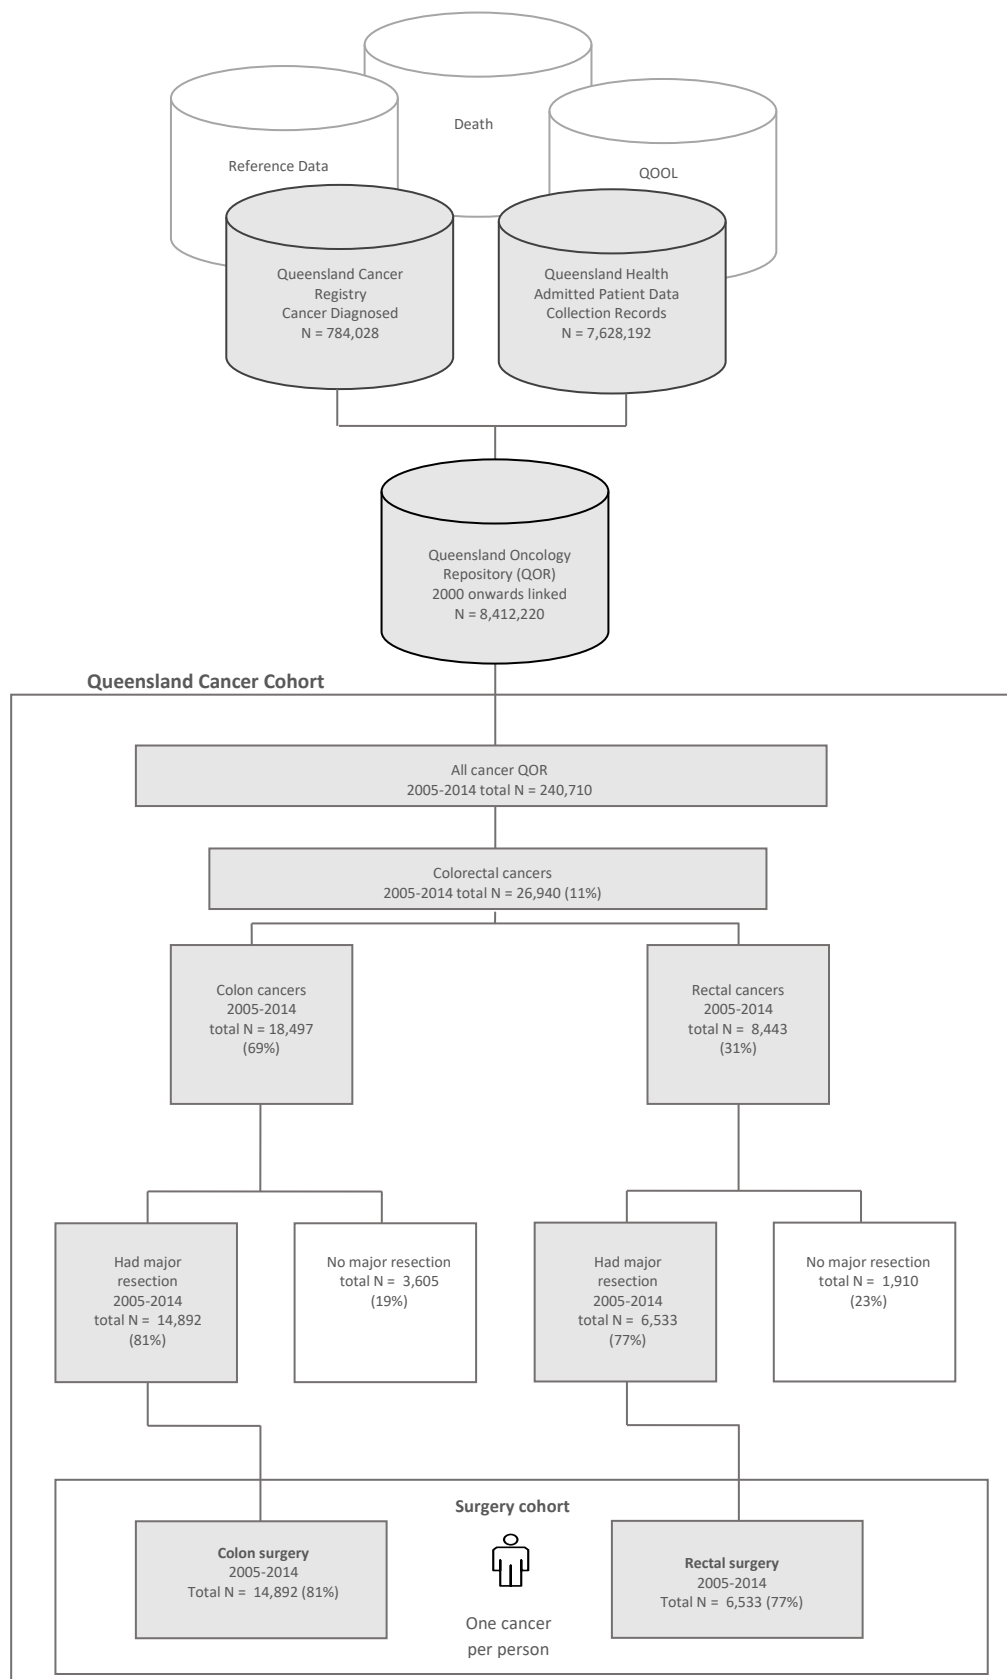 Death
Reference Data
QOOL
Queensland Cancer
Registry
Cancer Diagnosed
N = 784,028
Queensland Health
Admitted Patient Data
Collection Records
N = 7,628,192
Queensland Oncology
Repository (QOR)
2000 onwards linked
N = 8,412,220
Queensland Cancer Cohort
All cancer QOR
2005-2014 total N = 240,710
Colorectal cancers
2005-2014 total N = 26,940 (11%)
Colon cancers
2005-2014
total N = 18,497
(69%)
Rectal cancers
2005-2014
total N = 8,443
(31%)
Had major
resection
2005-2014
total N = 14,892
(81%)
No major resection
total N = 3,605
(19%)
Had major
resection
2005-2014
total N = 6,533
(77%)
No major resection
total N = 1,910
(23%)
Surgery cohort
Colon surgery
2005-2014
Total N = 14,892 (81%)
One cancer
per person
Rectal surgery
2005-2014
Total N = 6,533 (77%)